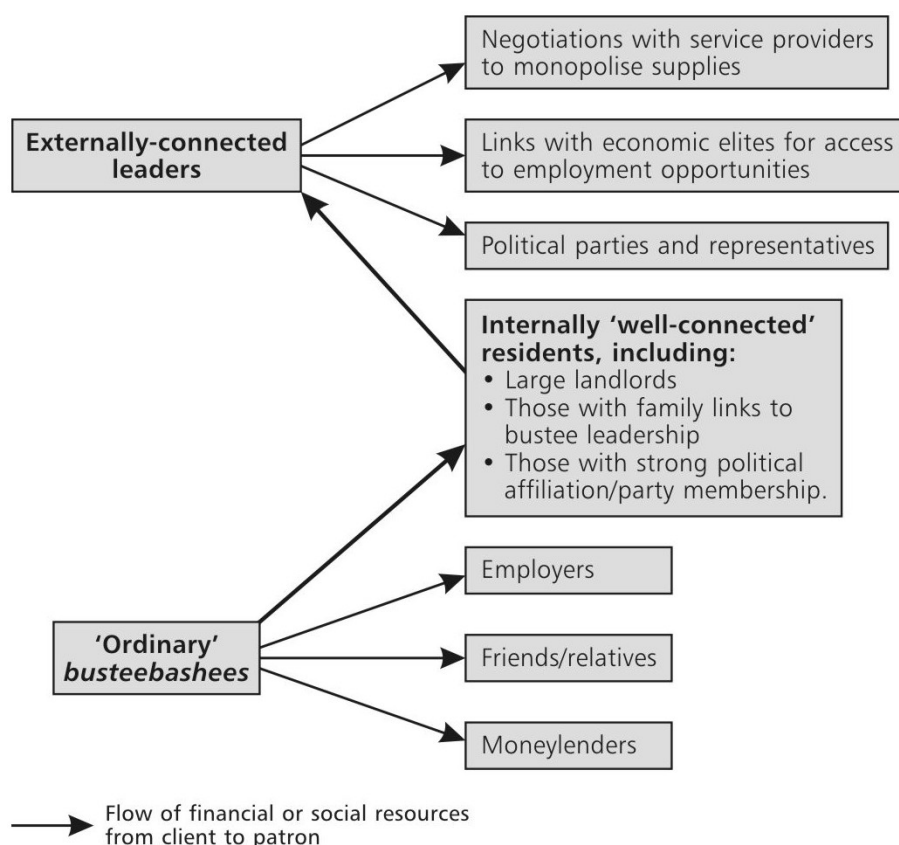 Negotiations with service providers
to monopolise supplies
Externally-connected
leaders
Links with economic elites for access
to employment opportunities
Political parties and representatives
Internally ‘well-connected’
residents, including:
• Large landlords
• Those with family links to
bustee leadership
• Those with strong political
affiliation/party membership.
Employers
‘Ordinary’
busteebashees
Friends/relatives
Moneylenders
Flow of financial or social resources
from client to patron